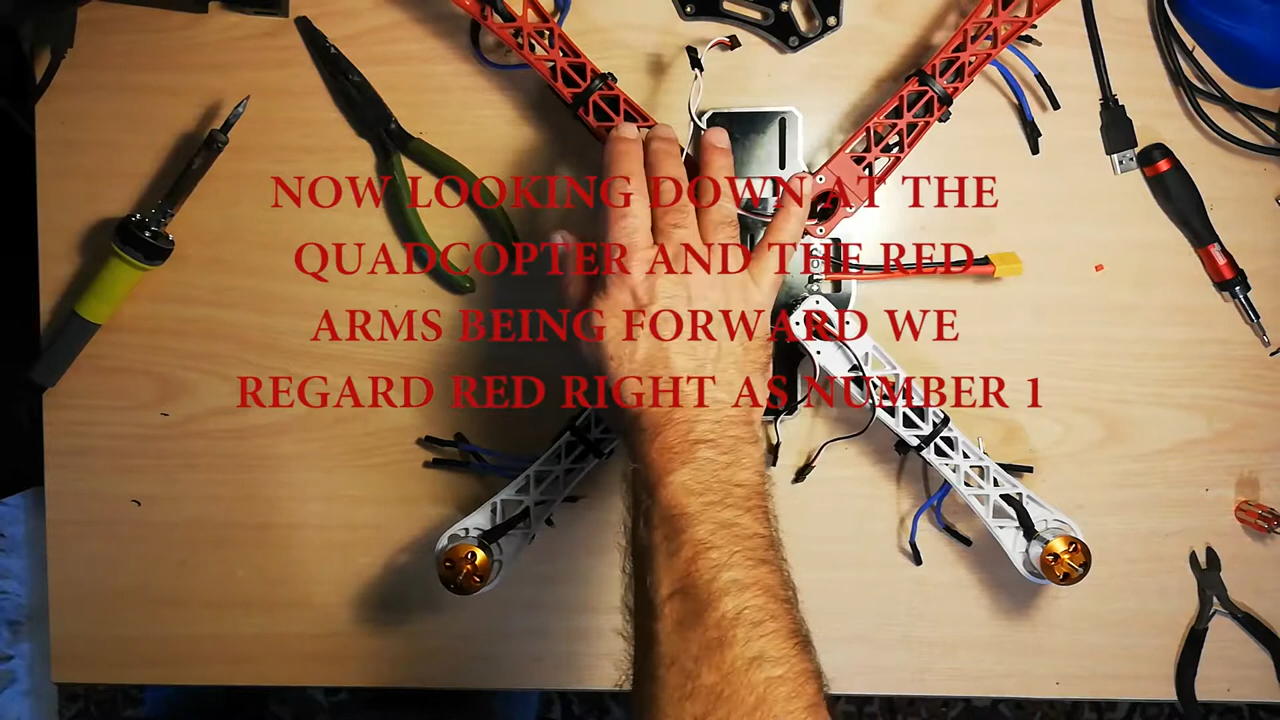 NOW LOOKING DOWN AT THE
QUADCOPTER AND THE RED
ARMS BEING FORWARD WE
REGARD RED RIGHT AS NUMBER 1